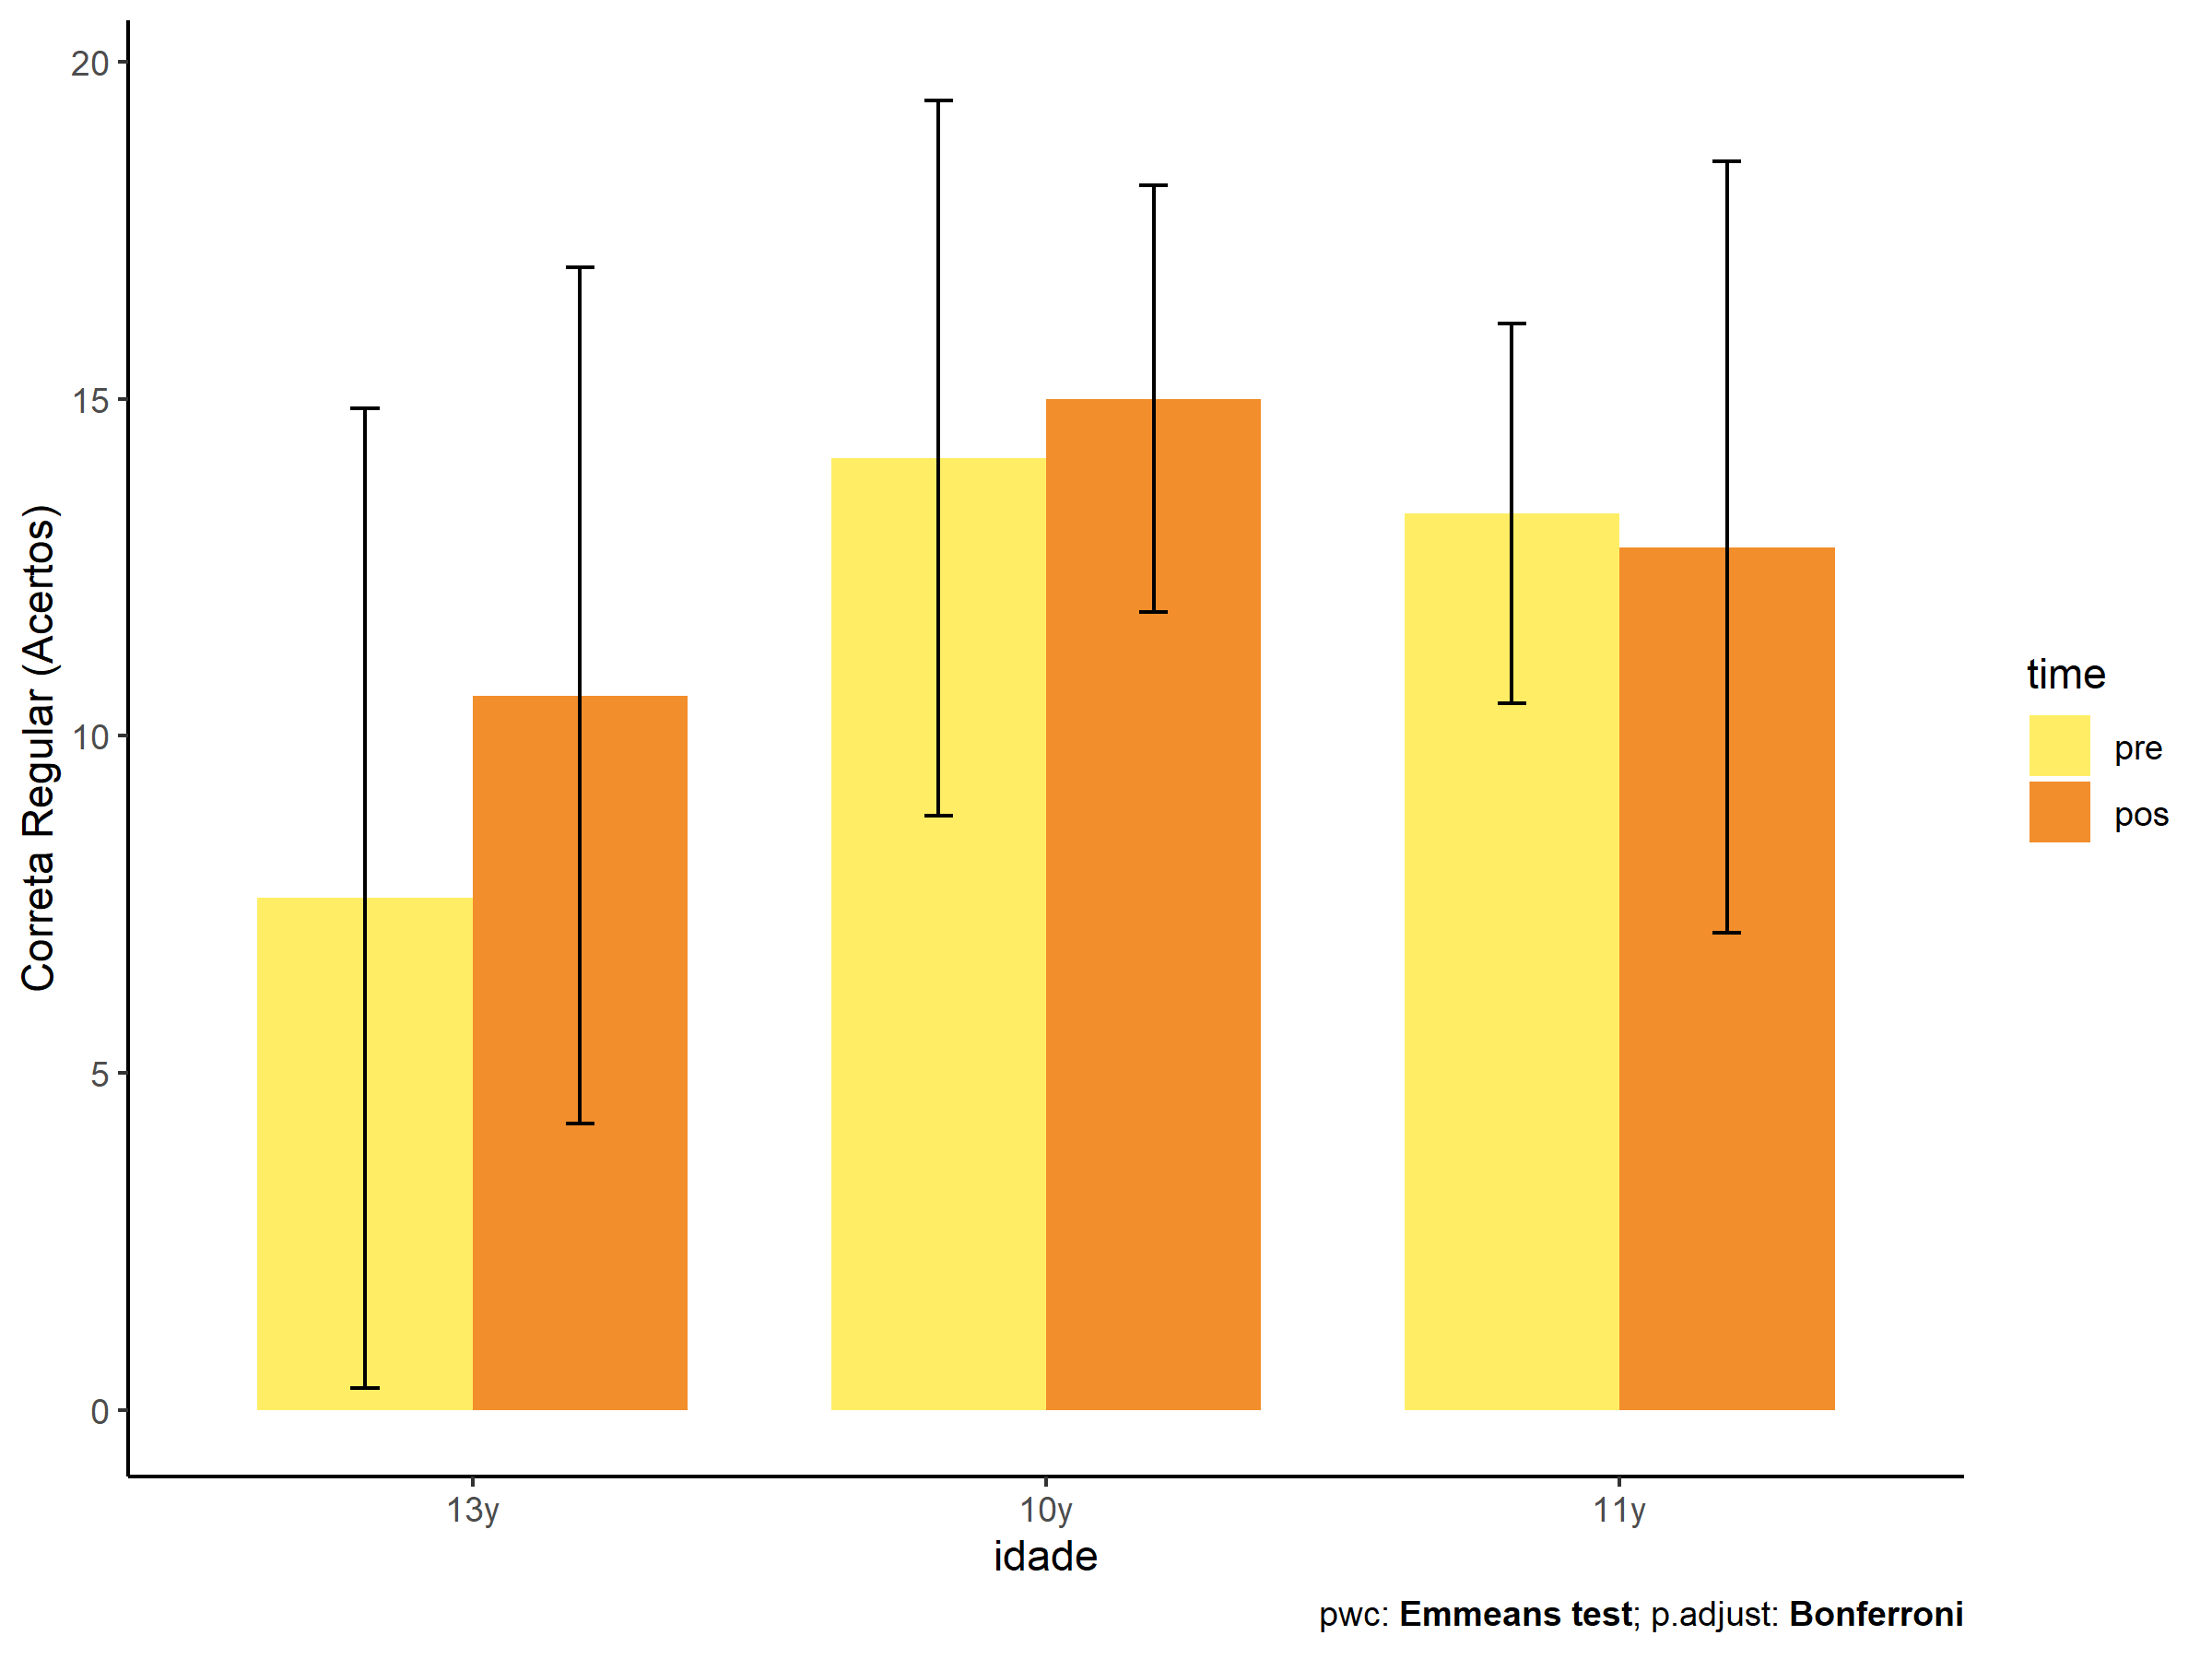 20
15
10
5
0
Correta Regular (Acertos)
13y
10y
11y
idade
time
pre
pos
pwc: Emmeans test; p.adjust: Bonferroni